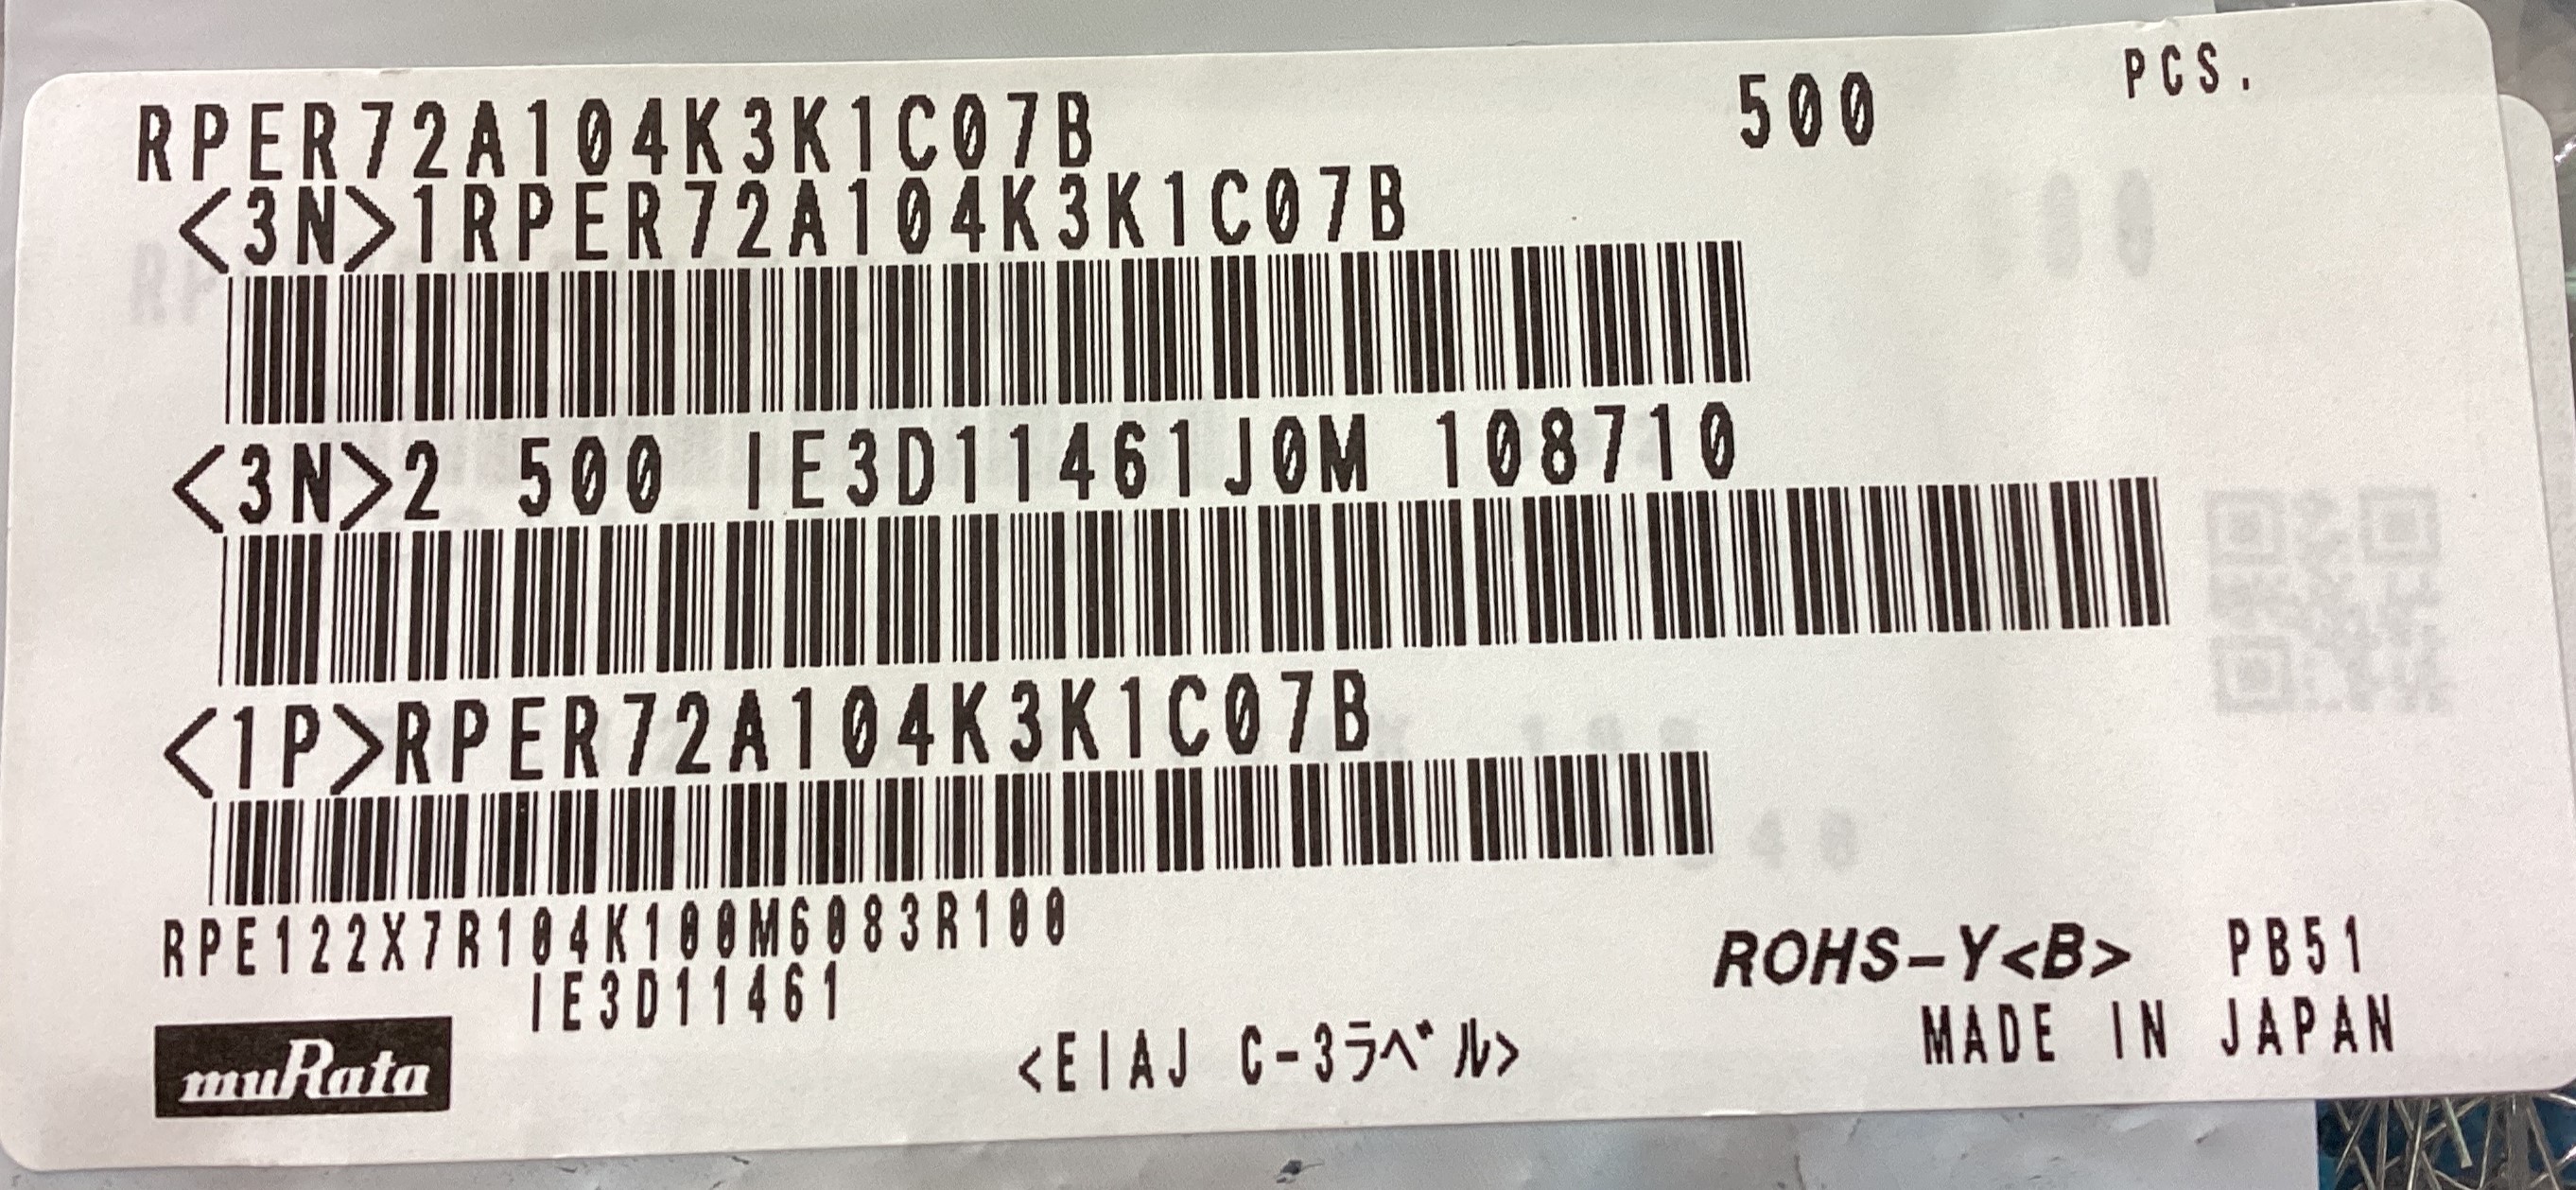 RPER72A104K3K1C07B 500 PCS.
<3N>1RPER72A104K3K1C07B
<3N>2 500 IE3D11461J0M 108710
<1P>RPER72A104K3K1C07B
RPE122X7R104K100M6083R100
IE3D11461
ROHS-Y<B> PB51
muRata
<EIAJ C-3ラベル>
MADE IN JAPAN